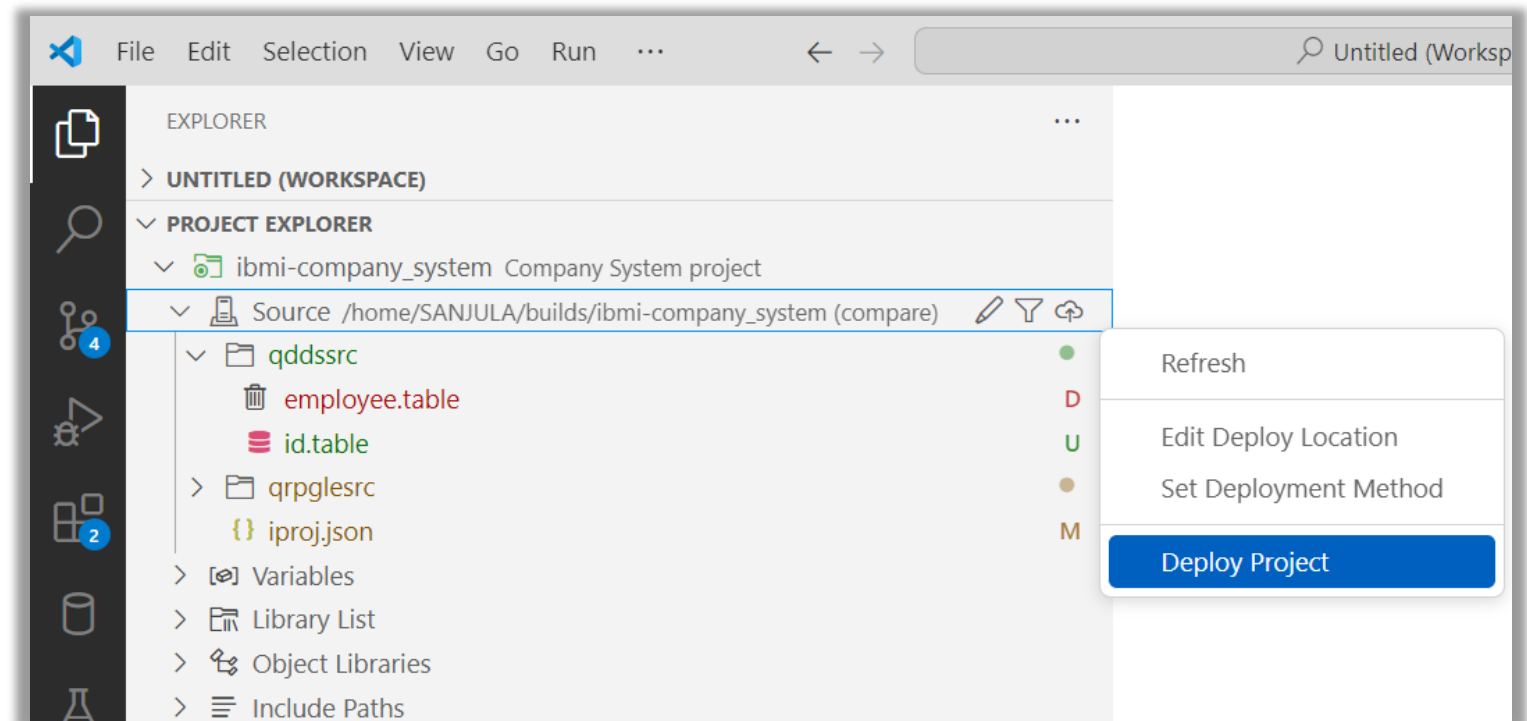 File Edit Selection View Go Run ··· Untitled (Worksp
EXPLORER ···
UNTITLED (WORKSPACE)
PROJECT EXPLORER
ibmi-company_system Company System project
Source /home/SANJULA/builds/ibmi-company_system (compare)
4
qddssrc
Refresh
employee.table D
id.table U
Edit Deploy Location
qrpglesrc
Set Deployment Method
2
{} iproj.json M
Deploy Project
Variables
Library List
Object Libraries
Include Paths